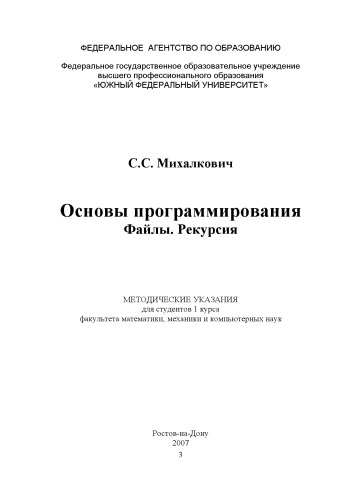 ФЕДЕРАЛЬНОЕ АГЕНТСТВО ПО ОБРАЗОВАНИЮ
Федеральное государственное образовательное учреждение
высшего профессионального образования
«ЮЖНЫЙ ФЕДЕРАЛЬНЫЙ УНИВЕРСИТЕТ»
С.С. Михалкович
Основы программирования
Файлы. Рекурсия
МЕТОДИЧЕСКИЕ УКАЗАНИЯ
для студентов 1 курса
факультета математики, механики и компьютерных наук
Ростов-на-Дону
2007
3